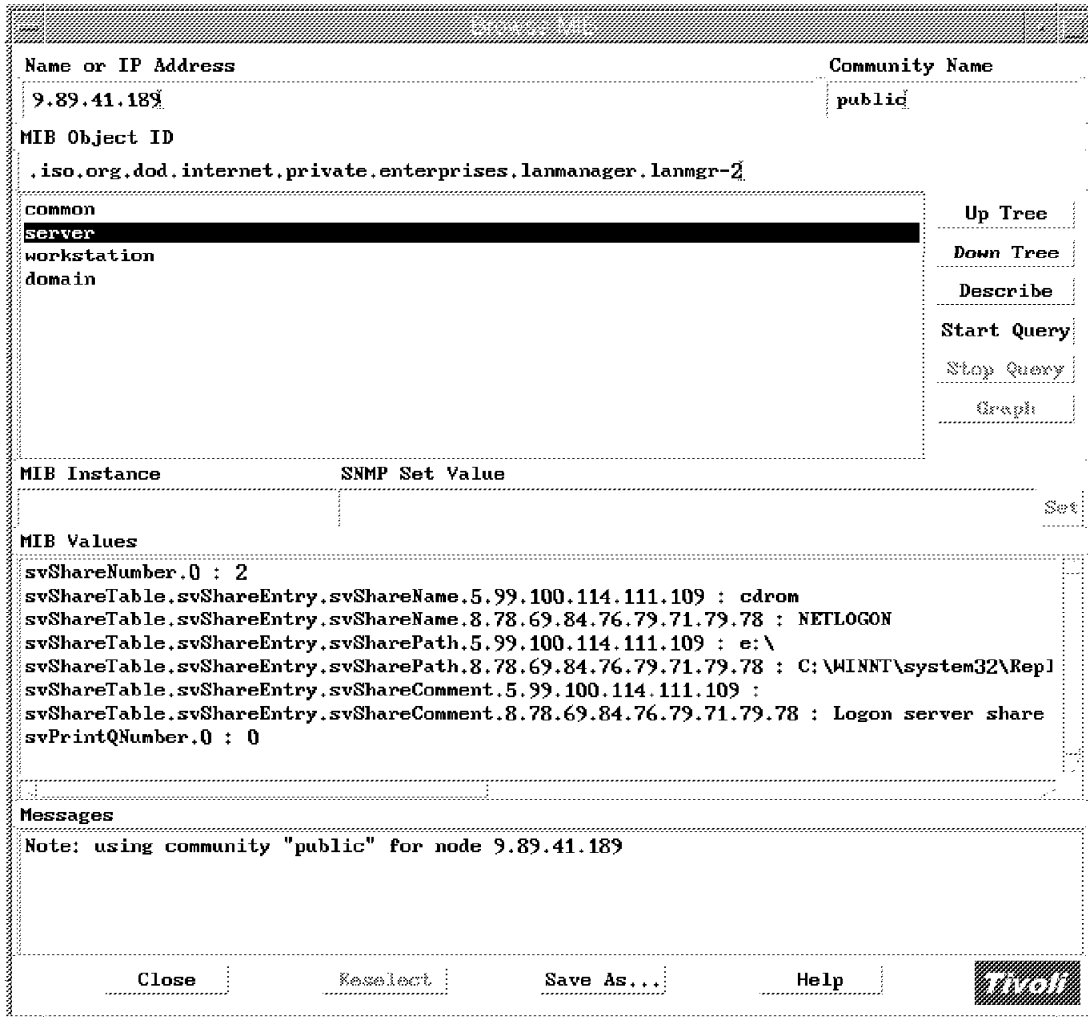 Browse MIB
Name or IP Address
Community Name
9.89.41.189
public
MIB Object ID
.iso.org.dod.internet.private.enterprises.lanmanager.lanmgr-2
common
server
workstation
domain
Up Tree
Down Tree
Describe
Start Query
Stop Query
Graph
MIB Instance
SNMP Set Value
Set
MIB Values
svShareNumber.0 : 2
svShareTable.svShareEntry.svShareName.5.99.100.114.111.109 : cdrom
svShareTable.svShareEntry.svShareName.8.78.69.84.76.79.71.79.78 : NETLOGON
svShareTable.svShareEntry.svSharePath.5.99.100.114.111.109 : e:\
svShareTable.svShareEntry.svSharePath.8.78.69.84.76.79.71.79.78 : C:\WINNT\system32\Repl
svShareTable.svShareEntry.svShareComment.5.99.100.114.111.109 :
svShareTable.svShareEntry.svShareComment.8.78.69.84.76.79.71.79.78 : Logon server share
svPrintQNumber.0 : 0
Messages
Note: using community "public" for node 9.89.41.189
Close
Reselect
Save As...
Help
Tivoli